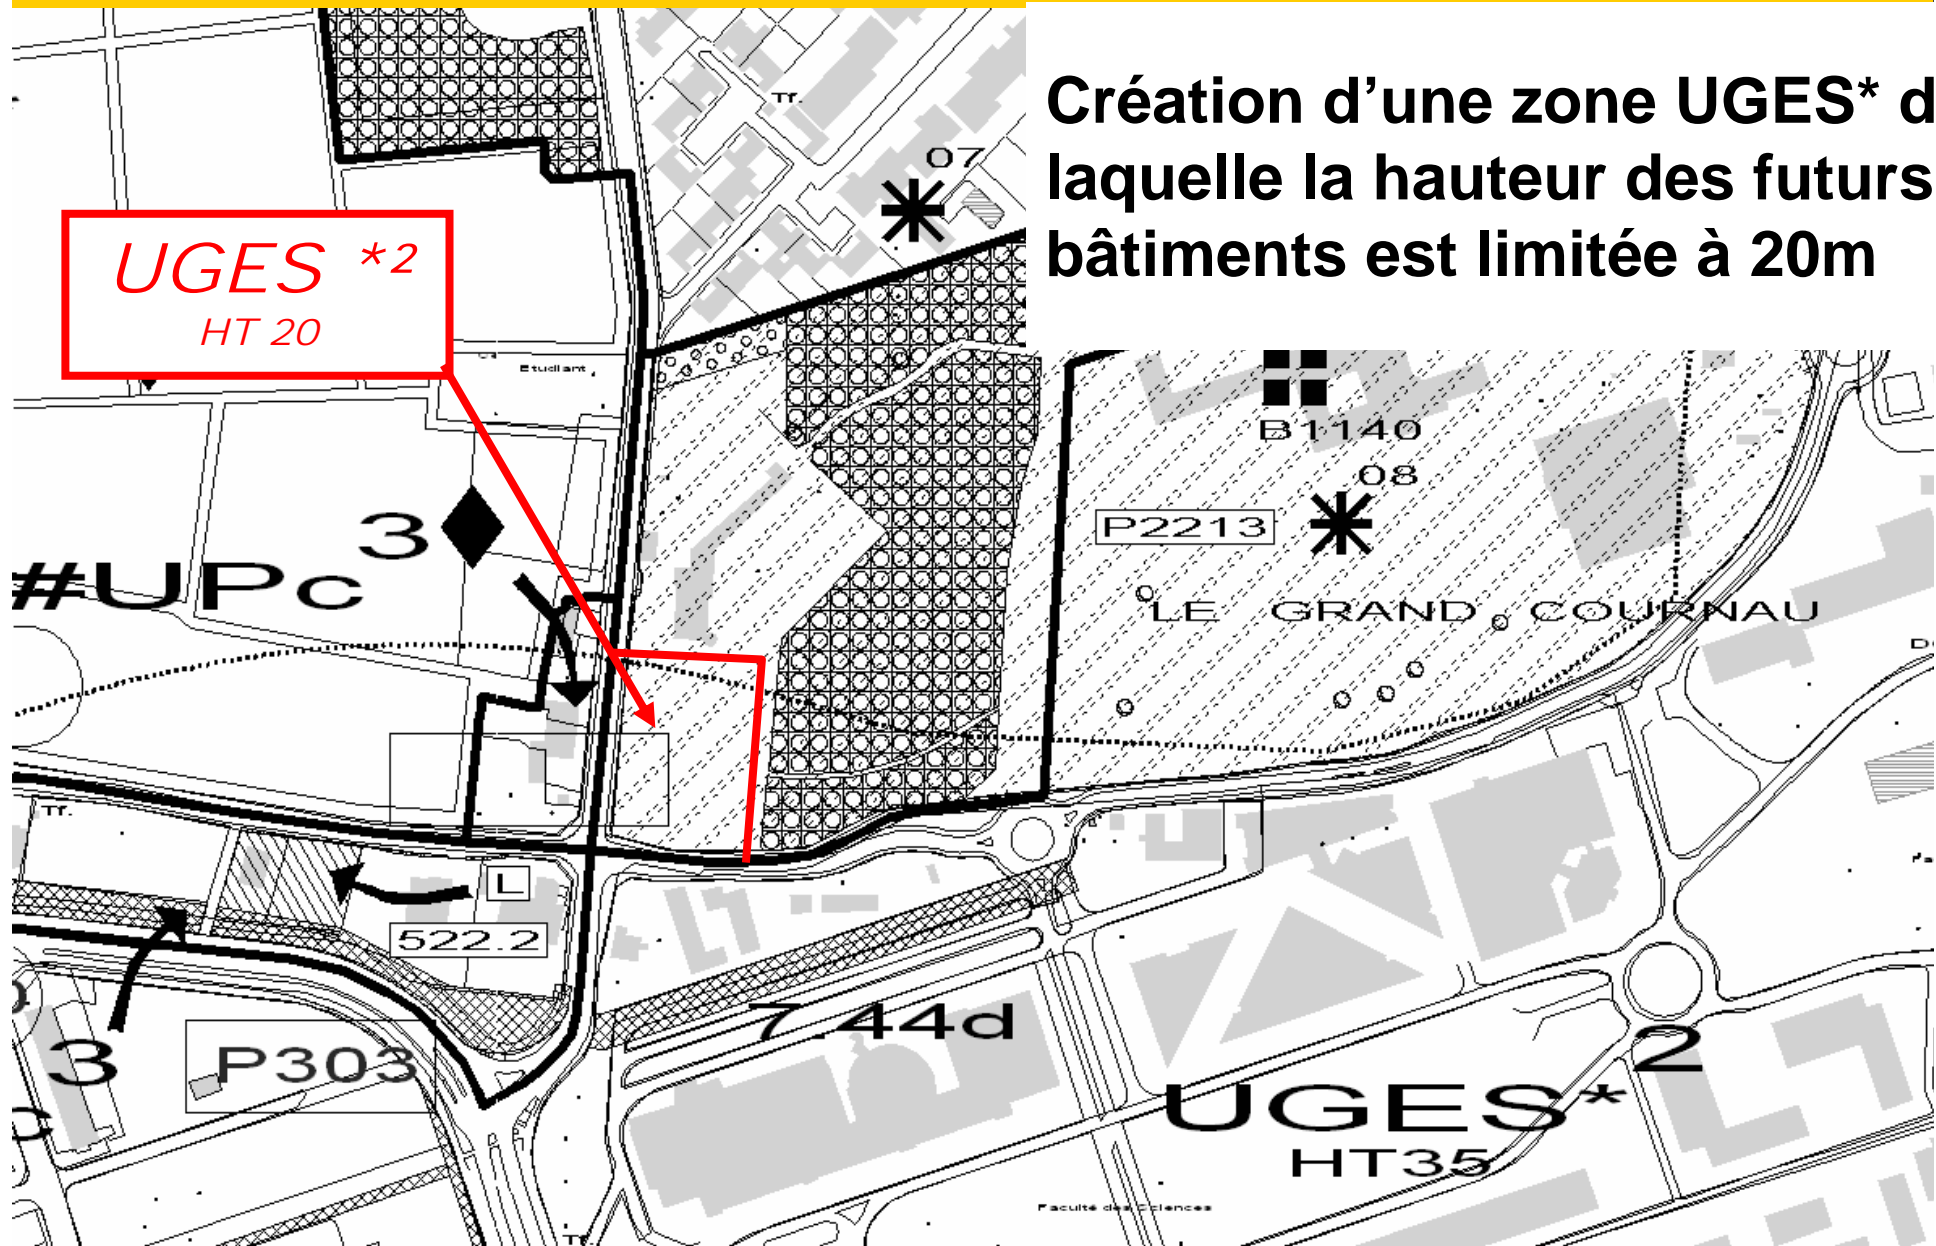 Création d’une zone UGES* d
laquelle la hauteur des futurs
bâtiments est limitée à 20m
Tr.
07
UGES *2
HT 20
Etudiant
B1140
08
P2213
3
#UPc
LE GRAND COURNAU
Tr.
L
522.2
7.44d
3
P303
2
UGES*
HT35
Faculté des Sciences